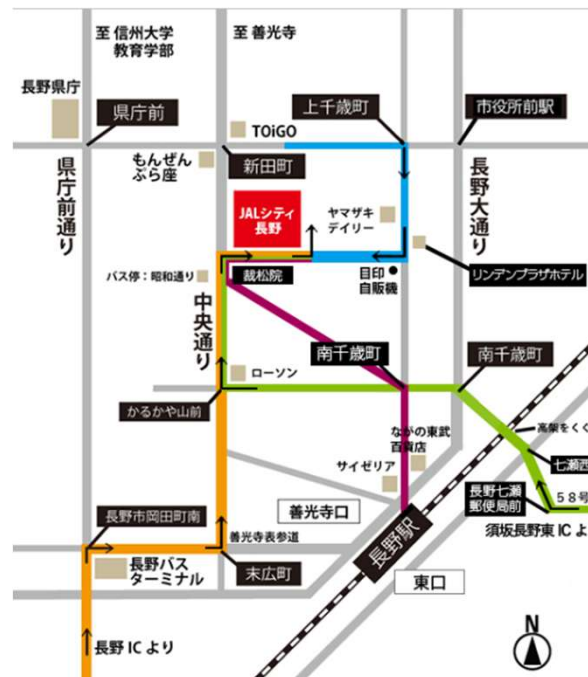 至 信州大学
教育学部
至 善光寺
長野県庁
県庁前
TOiGO
上千歳町
市役所前駅
もんぜん
ぷら座
新田町
県庁前通り
長野大通り
JALシティ
長野
ヤマザキ
デイリー
リンデンプラザホテル
バス停：昭和通り
裁松院
目印
自販機
中央通り
ローソン
南千歳町
南千歳町
かるかや山前
高架をくぐ
ながの東武
百貨店
七瀬西
サイゼリア
長野七瀬
郵便局前
58号
善光寺口
須坂長野東ICよ
長野市岡田町南
善光寺表参道
長野駅
長野バス
ターミナル
末広町
東口
長野ICより
N